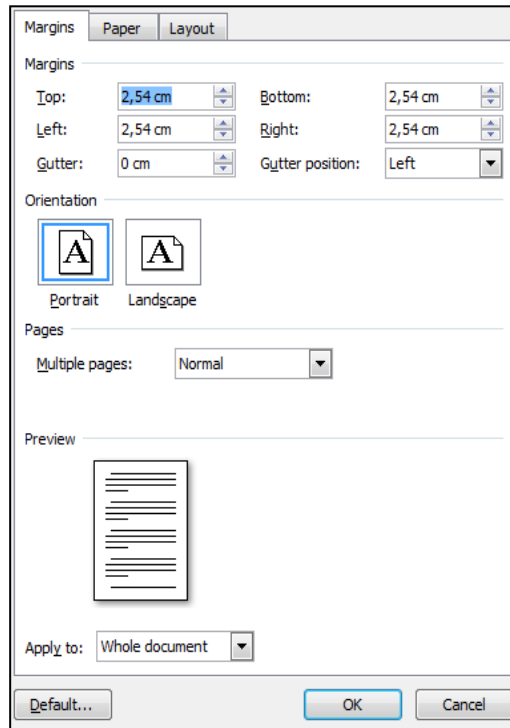 Margins Paper Layout
Margins
Top: 2,54 cm Bottom: 2,54 cm
Left: 2,54 cm Right: 2,54 cm
Gutter: 0 cm Gutter position: Left
Orientation
A A
Portrait Landscape
Pages
Multiple pages: Normal
Preview
Apply to: Whole document
Default... OK Cancel